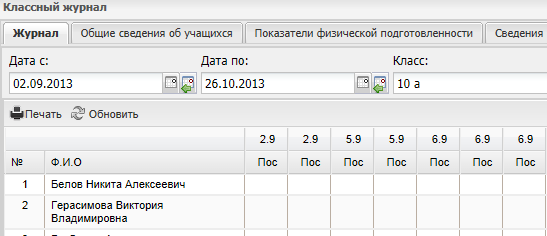 Классный журнал
Журнал Общие сведения об учащихся Показатели физической подготовленности Сведения
Дата с: Дата по: Класс:
02.09.2013 26.10.2013 10 а
Печать Обновить
2.9 2.9 5.9 5.9 6.9 6.9 6.9
№ Ф.И.О Пос Пос Пос Пос Пос Пос Пос
1 Белов Никита Алексеевич
2 Герасимова Виктория
Владимировна